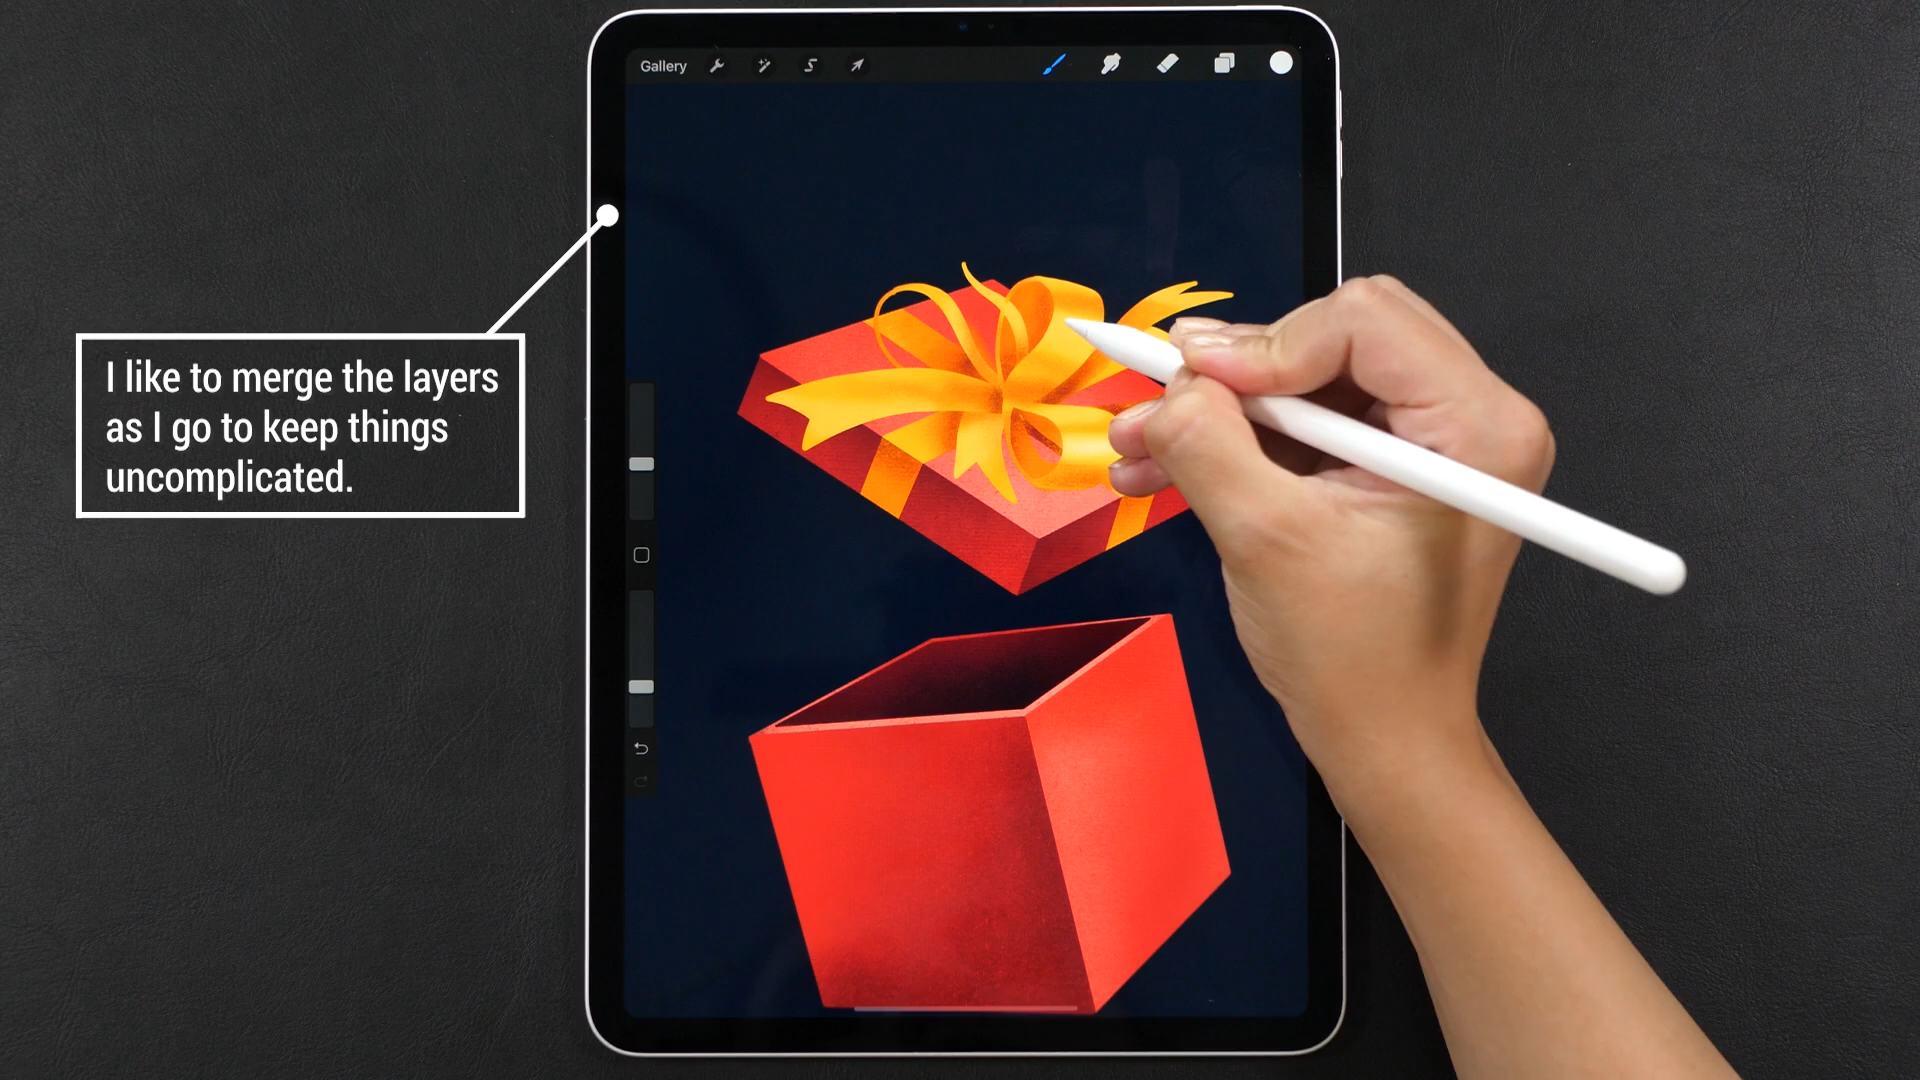 Gallery
I like to merge the layers
as I go to keep things
uncomplicated.